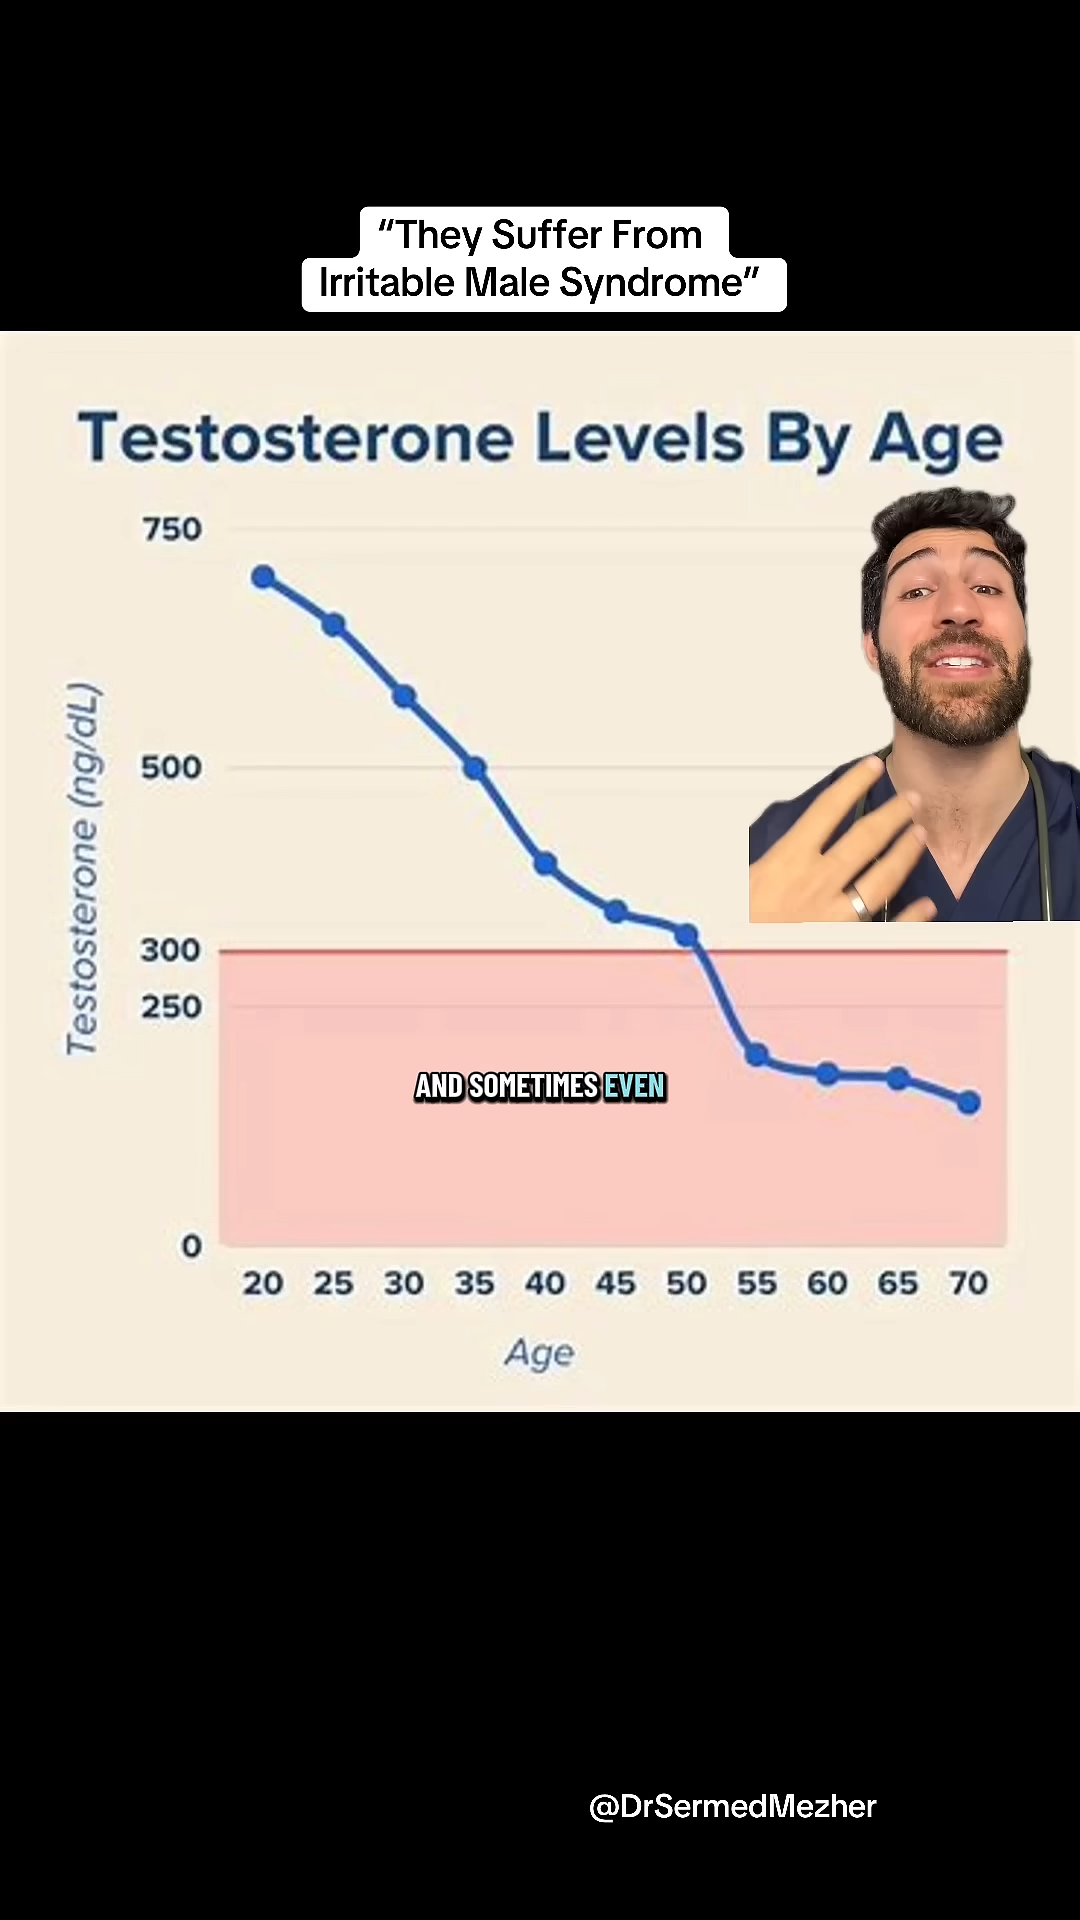 “They Suffer From
Irritable Male Syndrome”
Testosterone Levels By Age
750
500
300
250
0
Testosterone (ng/dL)
AND SOMETIMES EVEN
20 25 30 35 40 45 50 55 60 65 70
Age
@DrSermedMezher